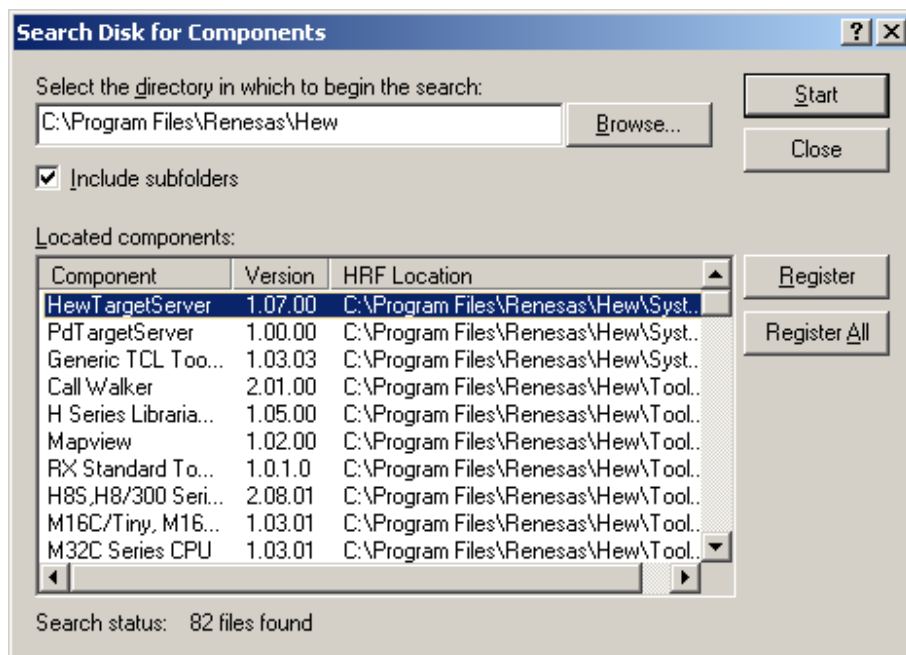 Search Disk for Components
Select the directory in which to begin the search:
C:\Program Files\Renesas\Hew
Browse...
Start
Close
Include subfolders
Located components:
Component Version HRF Location
HewTargetServer 1.07.00 C:\Program Files\Renesas\Hew\Syst..
PdTargetServer 1.00.00 C:\Program Files\Renesas\Hew\Syst..
Generic TCL Too... 1.03.03 C:\Program Files\Renesas\Hew\Syst..
Call Walker 2.01.00 C:\Program Files\Renesas\Hew\Tool..
H Series Libraria... 1.05.00 C:\Program Files\Renesas\Hew\Tool..
Mapview 1.02.00 C:\Program Files\Renesas\Hew\Tool..
RX Standard To... 1.0.1.0 C:\Program Files\Renesas\Hew\Tool..
H8S,H8/300 Seri... 2.08.01 C:\Program Files\Renesas\Hew\Tool..
M16C/Tiny, M16... 1.03.01 C:\Program Files\Renesas\Hew\Tool..
M32C Series CPU 1.03.01 C:\Program Files\Renesas\Hew\Tool..
Register
Register All
Search status: 82 files found